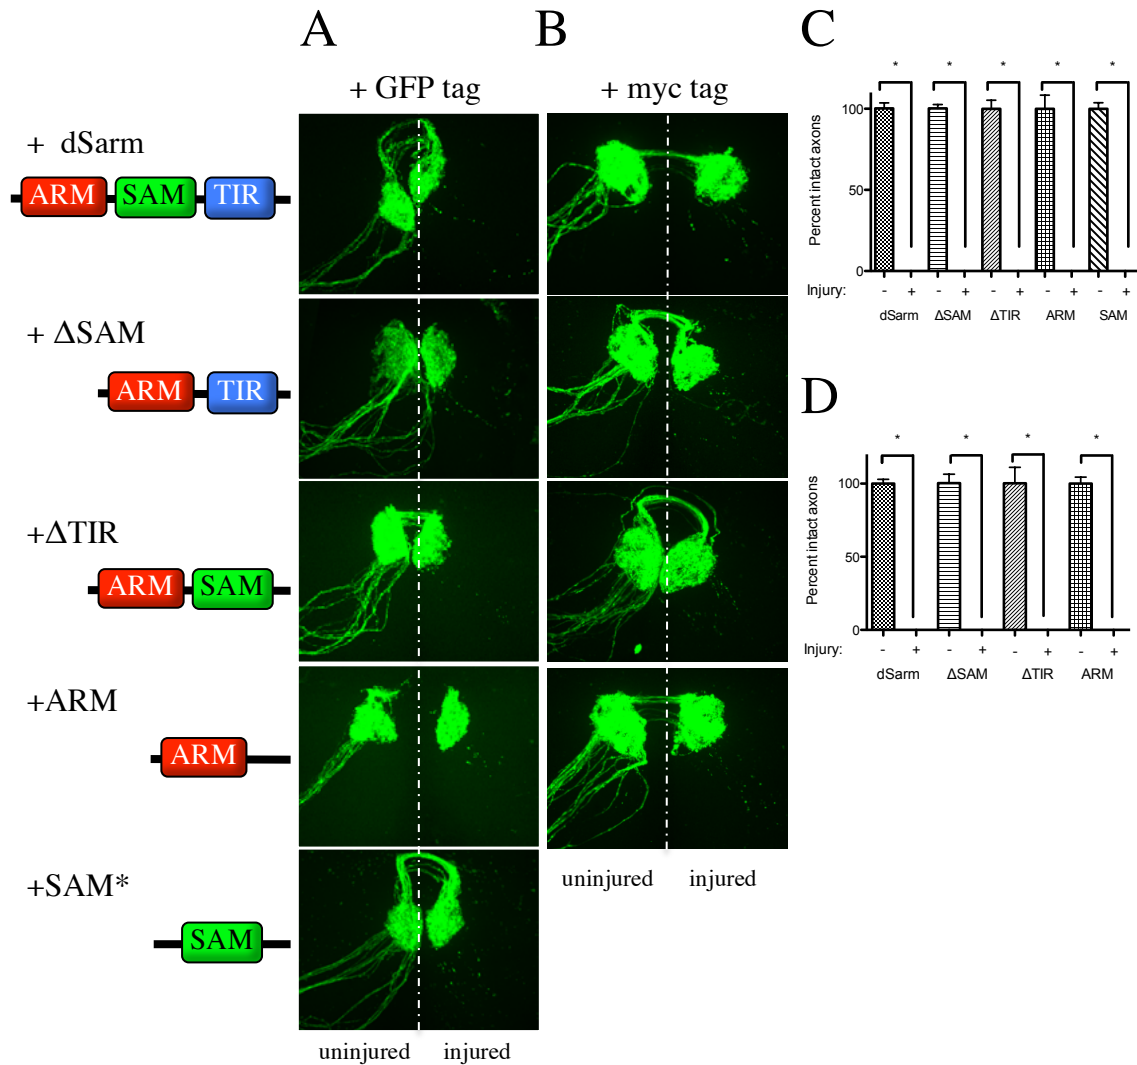 A
B
C
+ GFP tag
+ myc tag
+ dSarm
ARM SAM TIR
+ ΔSAM
ARM TIR
+ΔTIR
ARM SAM
+ARM
ARM
+SAM*
SAM
uninjured injured
uninjured injured
* * * * *
Percent intact axons
100
50
0
Injury: - + - + - + - + - +
dSarm ΔSAM ΔTIR ARM SAM
D
* * * *
Percent intact axons
100
50
0
Injury: - + - + - + - +
dSarm ΔSAM ΔTIR ARM